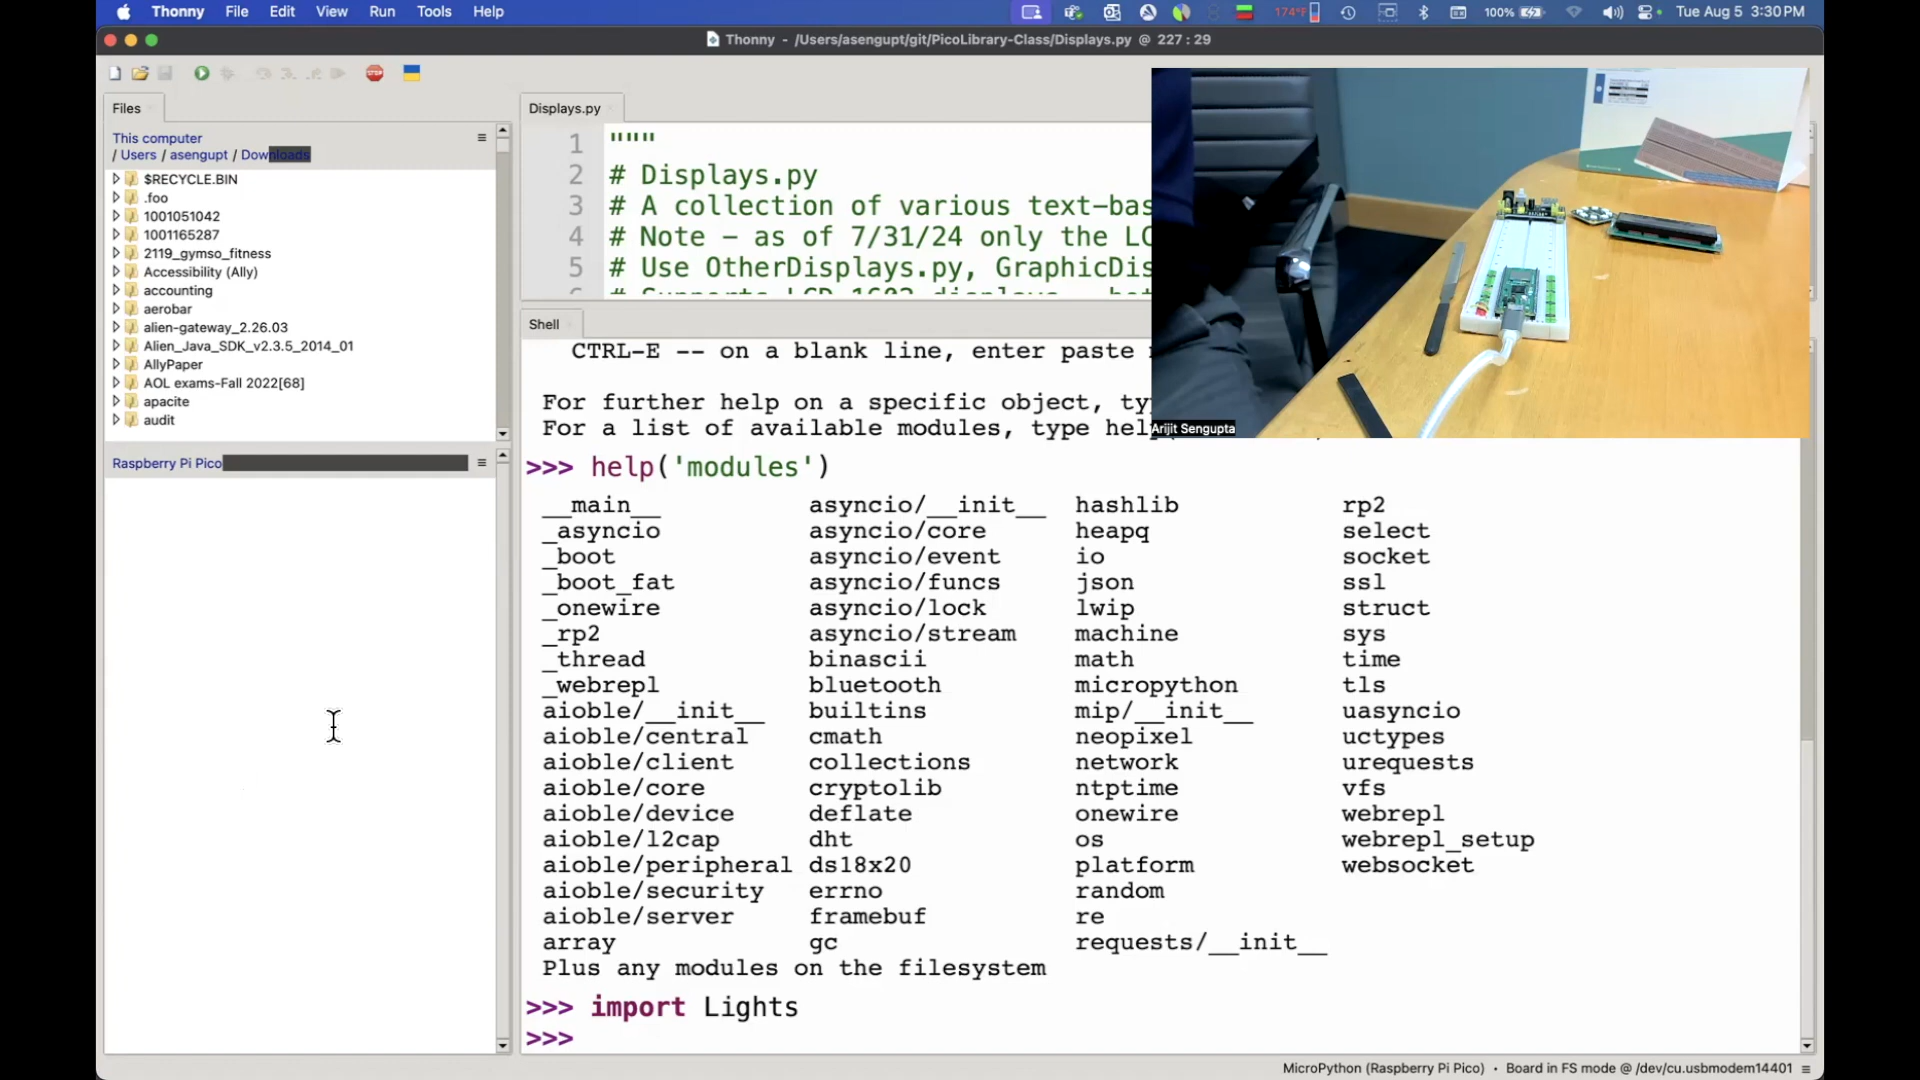 Thonny File Edit View Run Tools Help 174°F 100% Tue Aug 5 3:30 PM
Thonny - /Users/asengupt/git/PicoLibrary-Class/Displays.py @ 227 : 29
Files
This computer
/ Users / asengupt / Downloads
$RECYCLE.BIN
.foo
1001051042
1001165287
2119_gymso_fitness
Accessibility (Ally)
accounting
aerobar
alien-gateway_2.26.03
Alien_Java_SDK_v2.3.5_2014_01
AllyPaper
AOL exams-Fall 2022[68]
apacite
audit
Raspberry Pi Pico
Displays.py
1 """
2 # Displays.py
3 # A collection of various text-bas
4 # Note - as of 7/31/24 only the LC
5 # Use OtherDisplays.py, GraphicDis
Arijit Sengupta
Shell
CTRL-E -- on a blank line, enter paste
For further help on a specific object, ty
For a list of available modules, type hel
>>> help('modules')
__main__ asyncio/__init__ hashlib rp2
_asyncio asyncio/core heapq select
_boot asyncio/event io socket
_boot_fat asyncio/funcs json ssl
_onewire asyncio/lock lwip struct
_rp2 asyncio/stream machine sys
_thread binascii math time
_webrepl bluetooth micropython tls
aioble/__init__ builtins mip/__init__ uasyncio
aioble/central cmath neopixel uctypes
aioble/client collections network urequests
aioble/core cryptolib ntptime vfs
aioble/device deflate onewire webrepl
aioble/l2cap dht os webrepl_setup
aioble/peripheral ds18x20 platform websocket
aioble/security errno random
aioble/server framebuf re
array gc requests/__init__
Plus any modules on the filesystem
>>> import Lights
>>>
MicroPython (Raspberry Pi Pico) • Board in FS mode @ /dev/cu.usbmodem14401